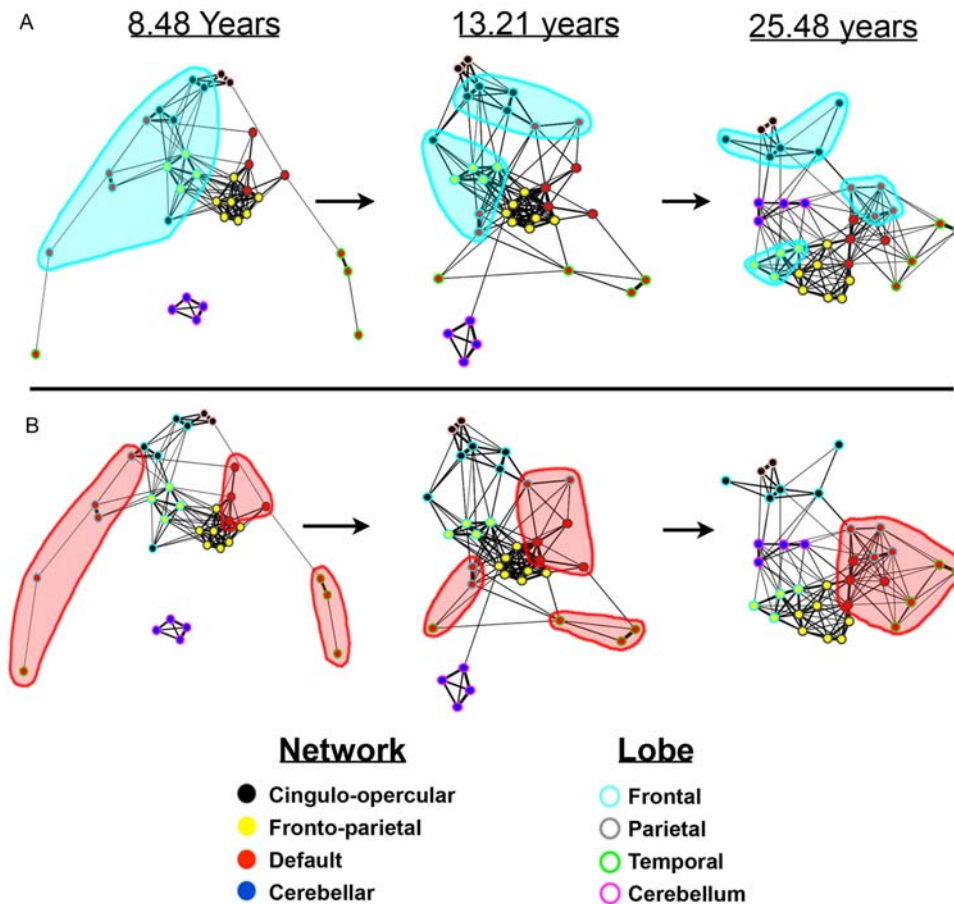 A
8.48 Years
13.21 years
25.48 years
B
Network
Cingulo-opercular
Fronto-parietal
Default
Cerebellar
Lobe
Frontal
Parietal
Temporal
Cerebellum